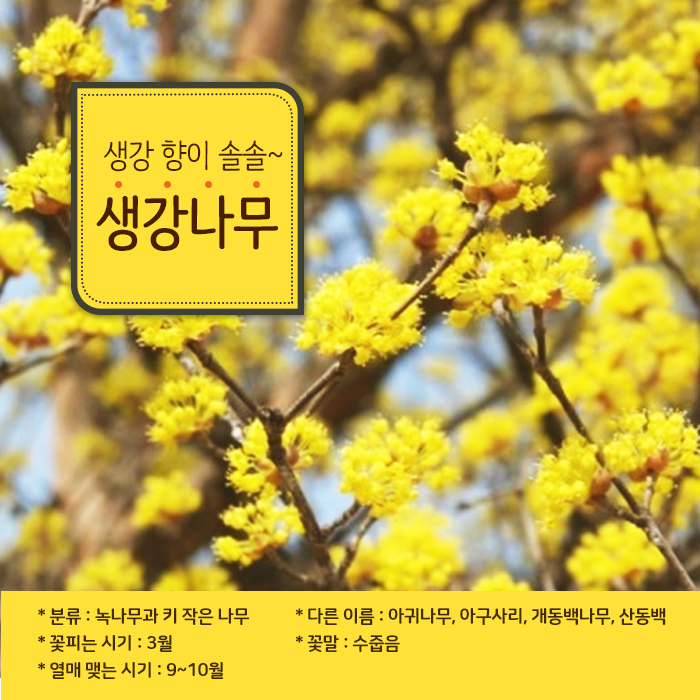 생강 향이 솔솔~
생강나무
* 분류 : 녹나무과 키 작은 나무
* 꽃피는 시기 : 3월
* 열매 맺는 시기 : 9~10월
* 다른 이름 : 아귀나무, 아구사리, 개동백나무, 산동백
* 꽃말 : 수줍음